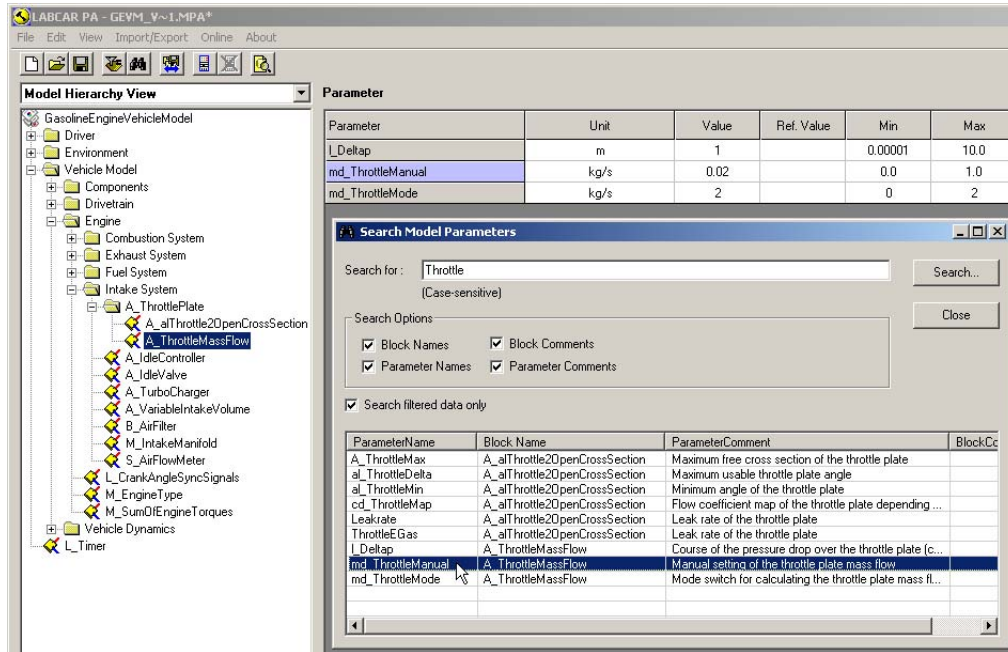 LABCAR PA - GEVM_V~1.MPA*
File Edit View Import/Export Online About
Model Hierarchy View
GasolineEngineVehicleModel
Driver
Environment
Vehicle Model
Components
Drivetrain
Engine
Combustion System
Exhaust System
Fuel System
Intake System
A_ThrottlePlate
A_alThrottle2OpenCrossSection
A_ThrottleMassFlow
A_IdleController
A_IdleValve
A_TurboCharger
A_VariableIntakeVolume
B_AirFilter
M_IntakeManifold
S_AirFlowMeter
L_CrankAngleSyncSignals
M_EngineType
M_SumOfEngineTorques
Vehicle Dynamics
L_Timer
Parameter
Parameter Unit Value Ref. Value Min Max
l_Deltap m 1 0.00001 10.0
md_ThrottleManual kg/s 0.02 0.0 1.0
md_ThrottleMode kg/s 2 0 2
Search Model Parameters
Search for : Throttle Search...
(Case-sensitive)
Close
Search Options
Block Names Block Comments
Parameter Names Parameter Comments
Search filtered data only
ParameterName Block Name ParameterComment BlockCc
A_ThrottleMax A_alThrottle2OpenCrossSection Maximum free cross section of the throttle plate
al_ThrottleDelta A_alThrottle2OpenCrossSection Maximum usable throttle plate angle
al_ThrottleMin A_alThrottle2OpenCrossSection Minimum angle of the throttle plate
cd_ThrottleMap A_alThrottle2OpenCrossSection Flow coefficient map of the throttle plate depending ...
Leakrate A_alThrottle2OpenCrossSection Leak rate of the throttle plate
ThrottleEGas A_alThrottle2OpenCrossSection Leak rate of the throttle plate
l_Deltap A_ThrottleMassFlow Course of the pressure drop over the throttle plate (c...
md_ThrottleManual A_ThrottleMassFlow Manual setting of the throttle plate mass flow
md_ThrottleMode A_ThrottleMassFlow Mode switch for calculating the throttle plate mass fl...